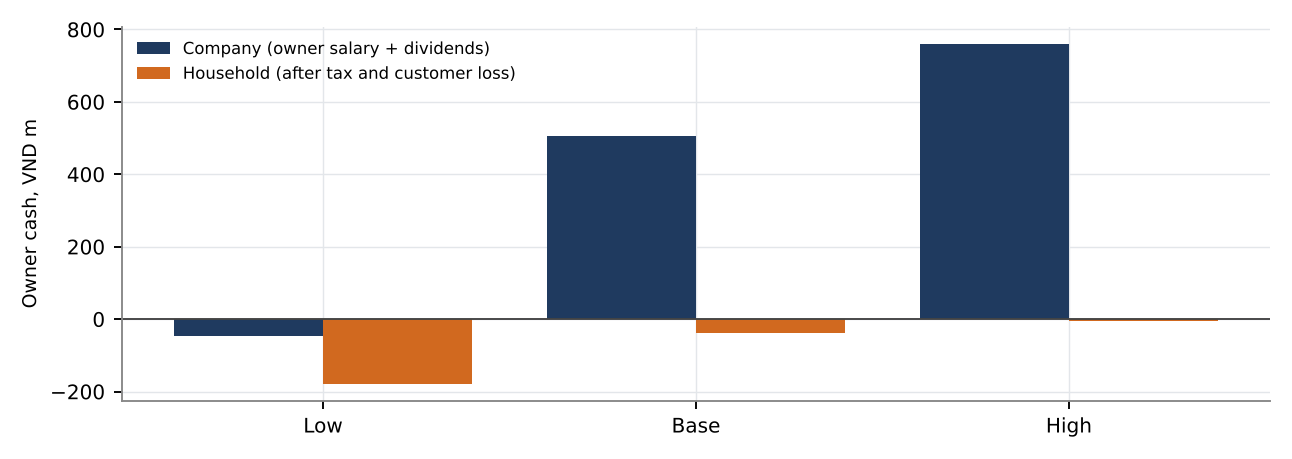 Owner cash, VND m
800
600
400
200
0
−200
Company (owner salary + dividends)
Household (after tax and customer loss)
Low
Base
High